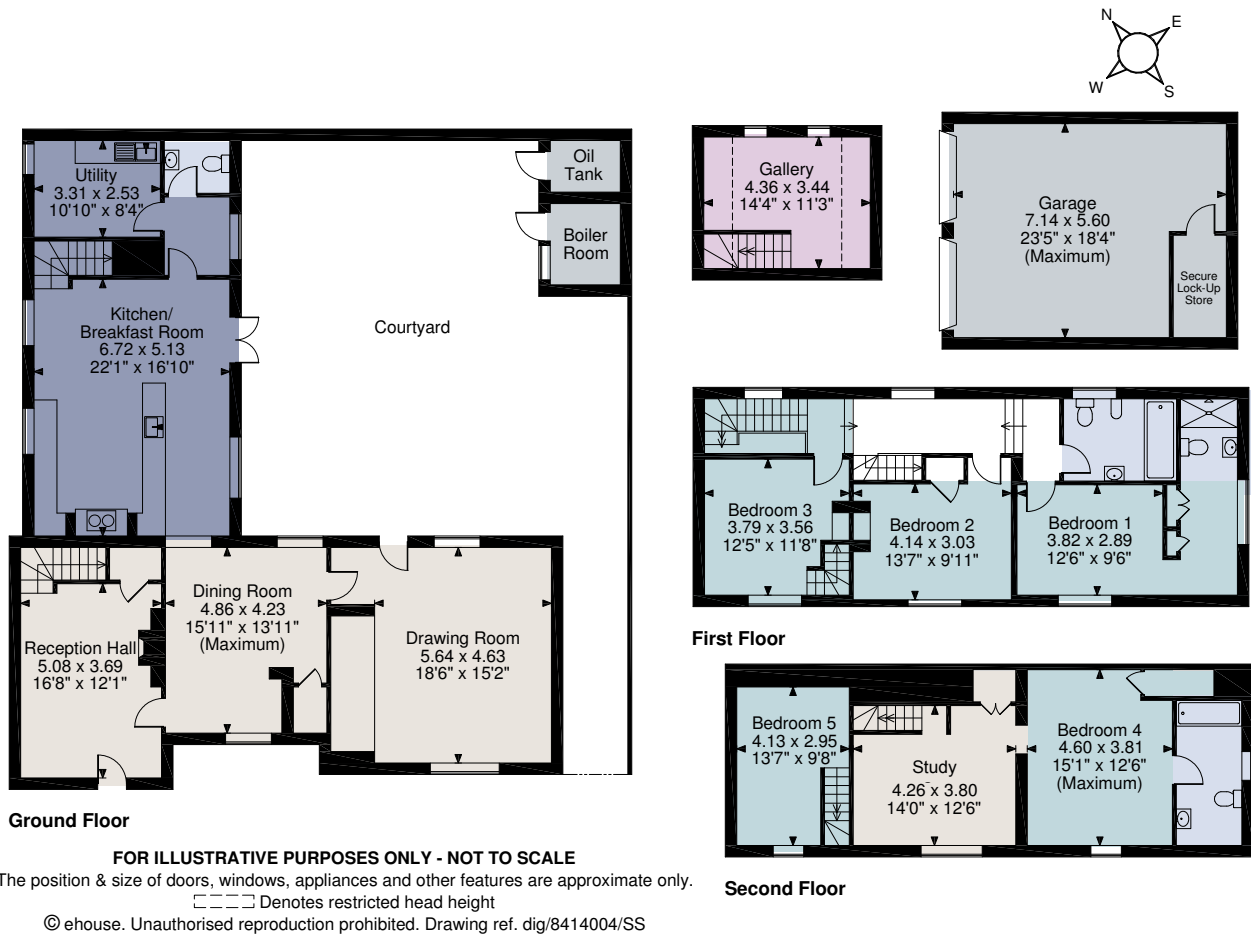 N
E
W
S
Utility
3.31 x 2.53
10'10" x 8'4"
Oil
Tank
Boiler
Room
Kitchen/
Breakfast Room
6.72 x 5.13
22'1" x 16'10"
Courtyard
Gallery
4.36 x 3.44
14'4" x 11'3"
Garage
7.14 x 5.60
23'5" x 18'4"
(Maximum)
Secure
Lock-Up
Store
Reception Hall
5.08 x 3.69
16'8" x 12'1"
Dining Room
4.86 x 4.23
15'11" x 13'11"
(Maximum)
Drawing Room
5.64 x 4.63
18'6" x 15'2"
Ground Floor
Bedroom 3
3.79 x 3.56
12'5" x 11'8"
Bedroom 2
4.14 x 3.03
13'7" x 9'11"
Bedroom 1
3.82 x 2.89
12'6" x 9'6"
First Floor
Bedroom 5
4.13 x 2.95
13'7" x 9'8"
Study
4.26 x 3.80
14'0" x 12'6"
Bedroom 4
4.60 x 3.81
15'1" x 12'6"
(Maximum)
Second Floor
FOR ILLUSTRATIVE PURPOSES ONLY - NOT TO SCALE
The position & size of doors, windows, appliances and other features are approximate only.
Denotes restricted head height
© ehouse. Unauthorised reproduction prohibited. Drawing ref. dig/8414004/SS